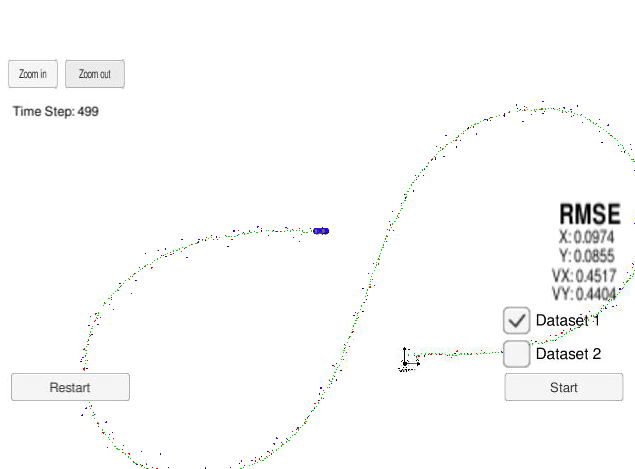 Zoom in
Zoom out
Time Step: 499
RMSE
X: 0.0974
Y: 0.0855
VX: 0.4517
VY: 0.4404
Dataset 1
Dataset 2
Restart
Start